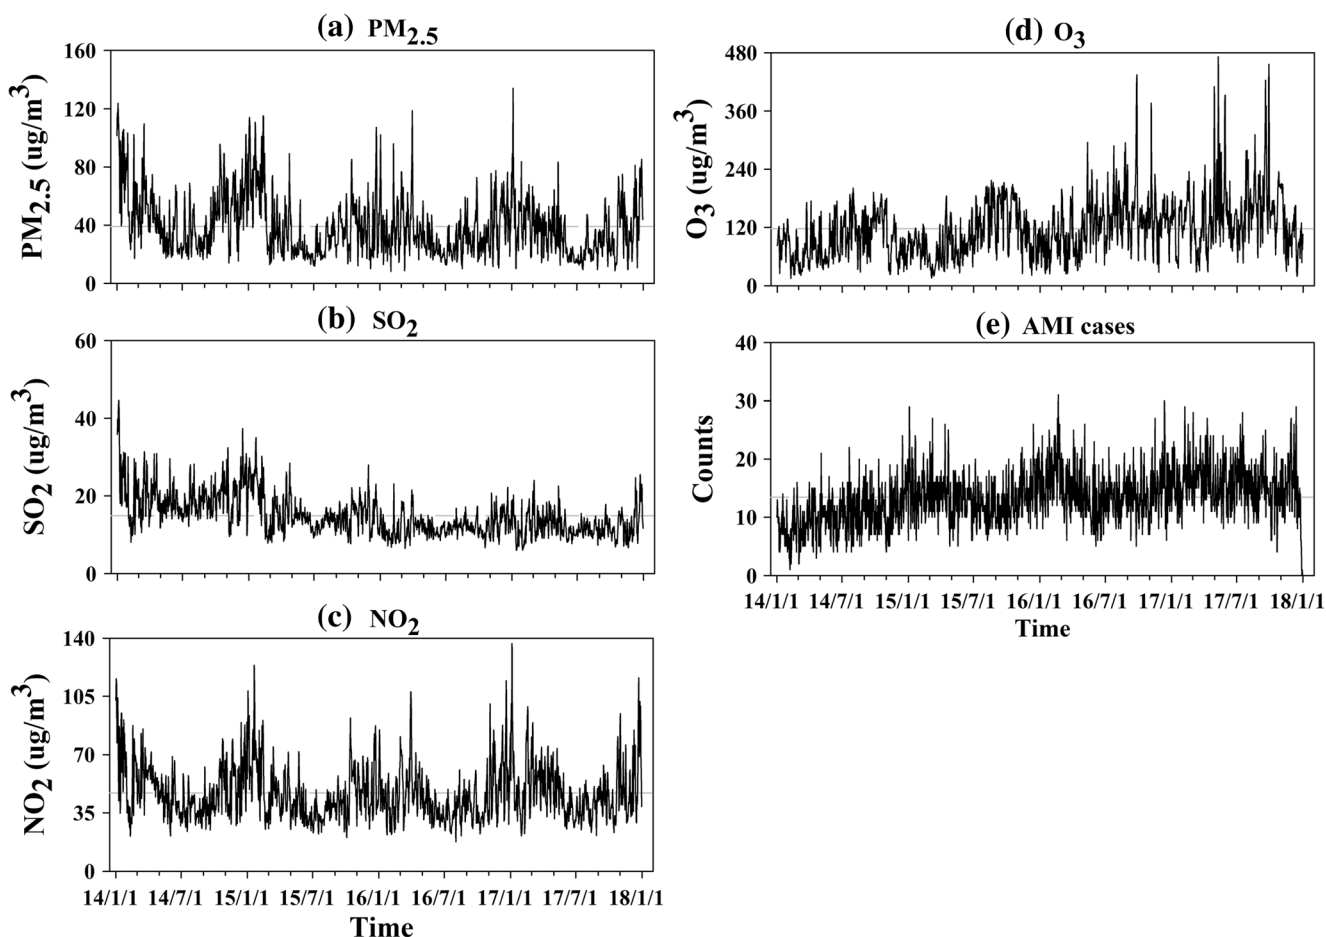 (a) PM2.5
160
120
80
40
0
PM2.5 (ug/m3)
(b) SO2
60
40
20
0
SO2 (ug/m3)
(c) NO2
140
105
70
35
0
NO2 (ug/m3)
14/1/1 14/7/1 15/1/1 15/7/1 16/1/1 16/7/1 17/1/1 17/7/1 18/1/1
Time
(d) O3
480
360
240
120
0
O3 (ug/m3)
(e) AMI cases
40
30
20
10
0
Counts
14/1/1 14/7/1 15/1/1 15/7/1 16/1/1 16/7/1 17/1/1 17/7/1 18/1/1
Time